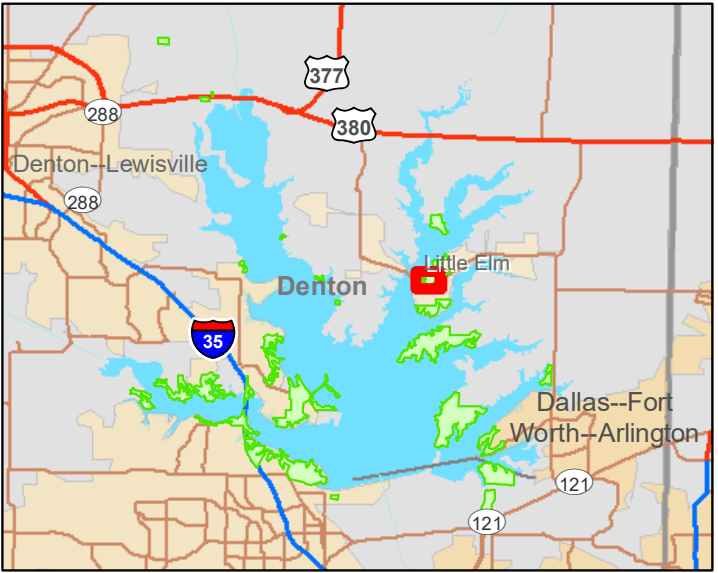 377
288
380
Denton--Lewisville
288
Little Elm
Denton
35
Dallas--Fort
Worth--Arlington
121
121